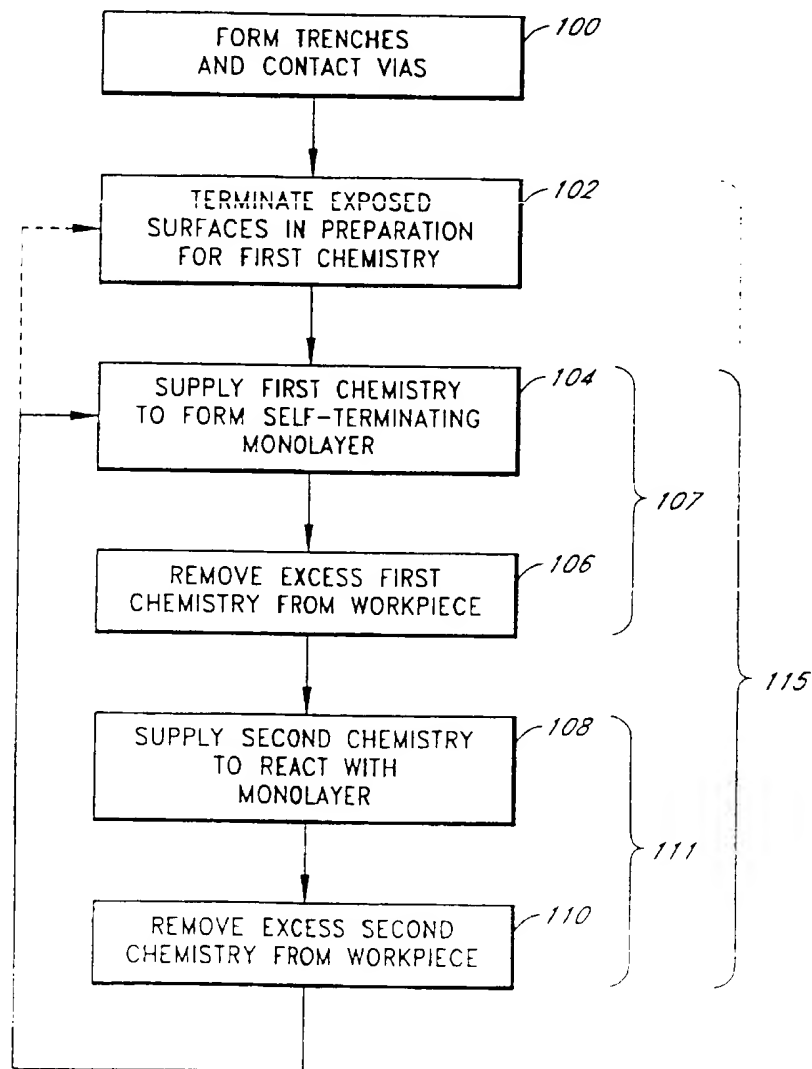 100
FORM TRENCHES
AND CONTACT VIAS
102
TERMINATE EXPOSED
SURFACES IN PREPARATION
FOR FIRST CHEMISTRY
104
SUPPLY FIRST CHEMISTRY
TO FORM SELF-TERMINATING
MONOLAYER
107
106
REMOVE EXCESS FIRST
CHEMISTRY FROM WORKPIECE
115
108
SUPPLY SECOND CHEMISTRY
TO REACT WITH
MONOLAYER
111
110
REMOVE EXCESS SECOND
CHEMISTRY FROM WORKPIECE